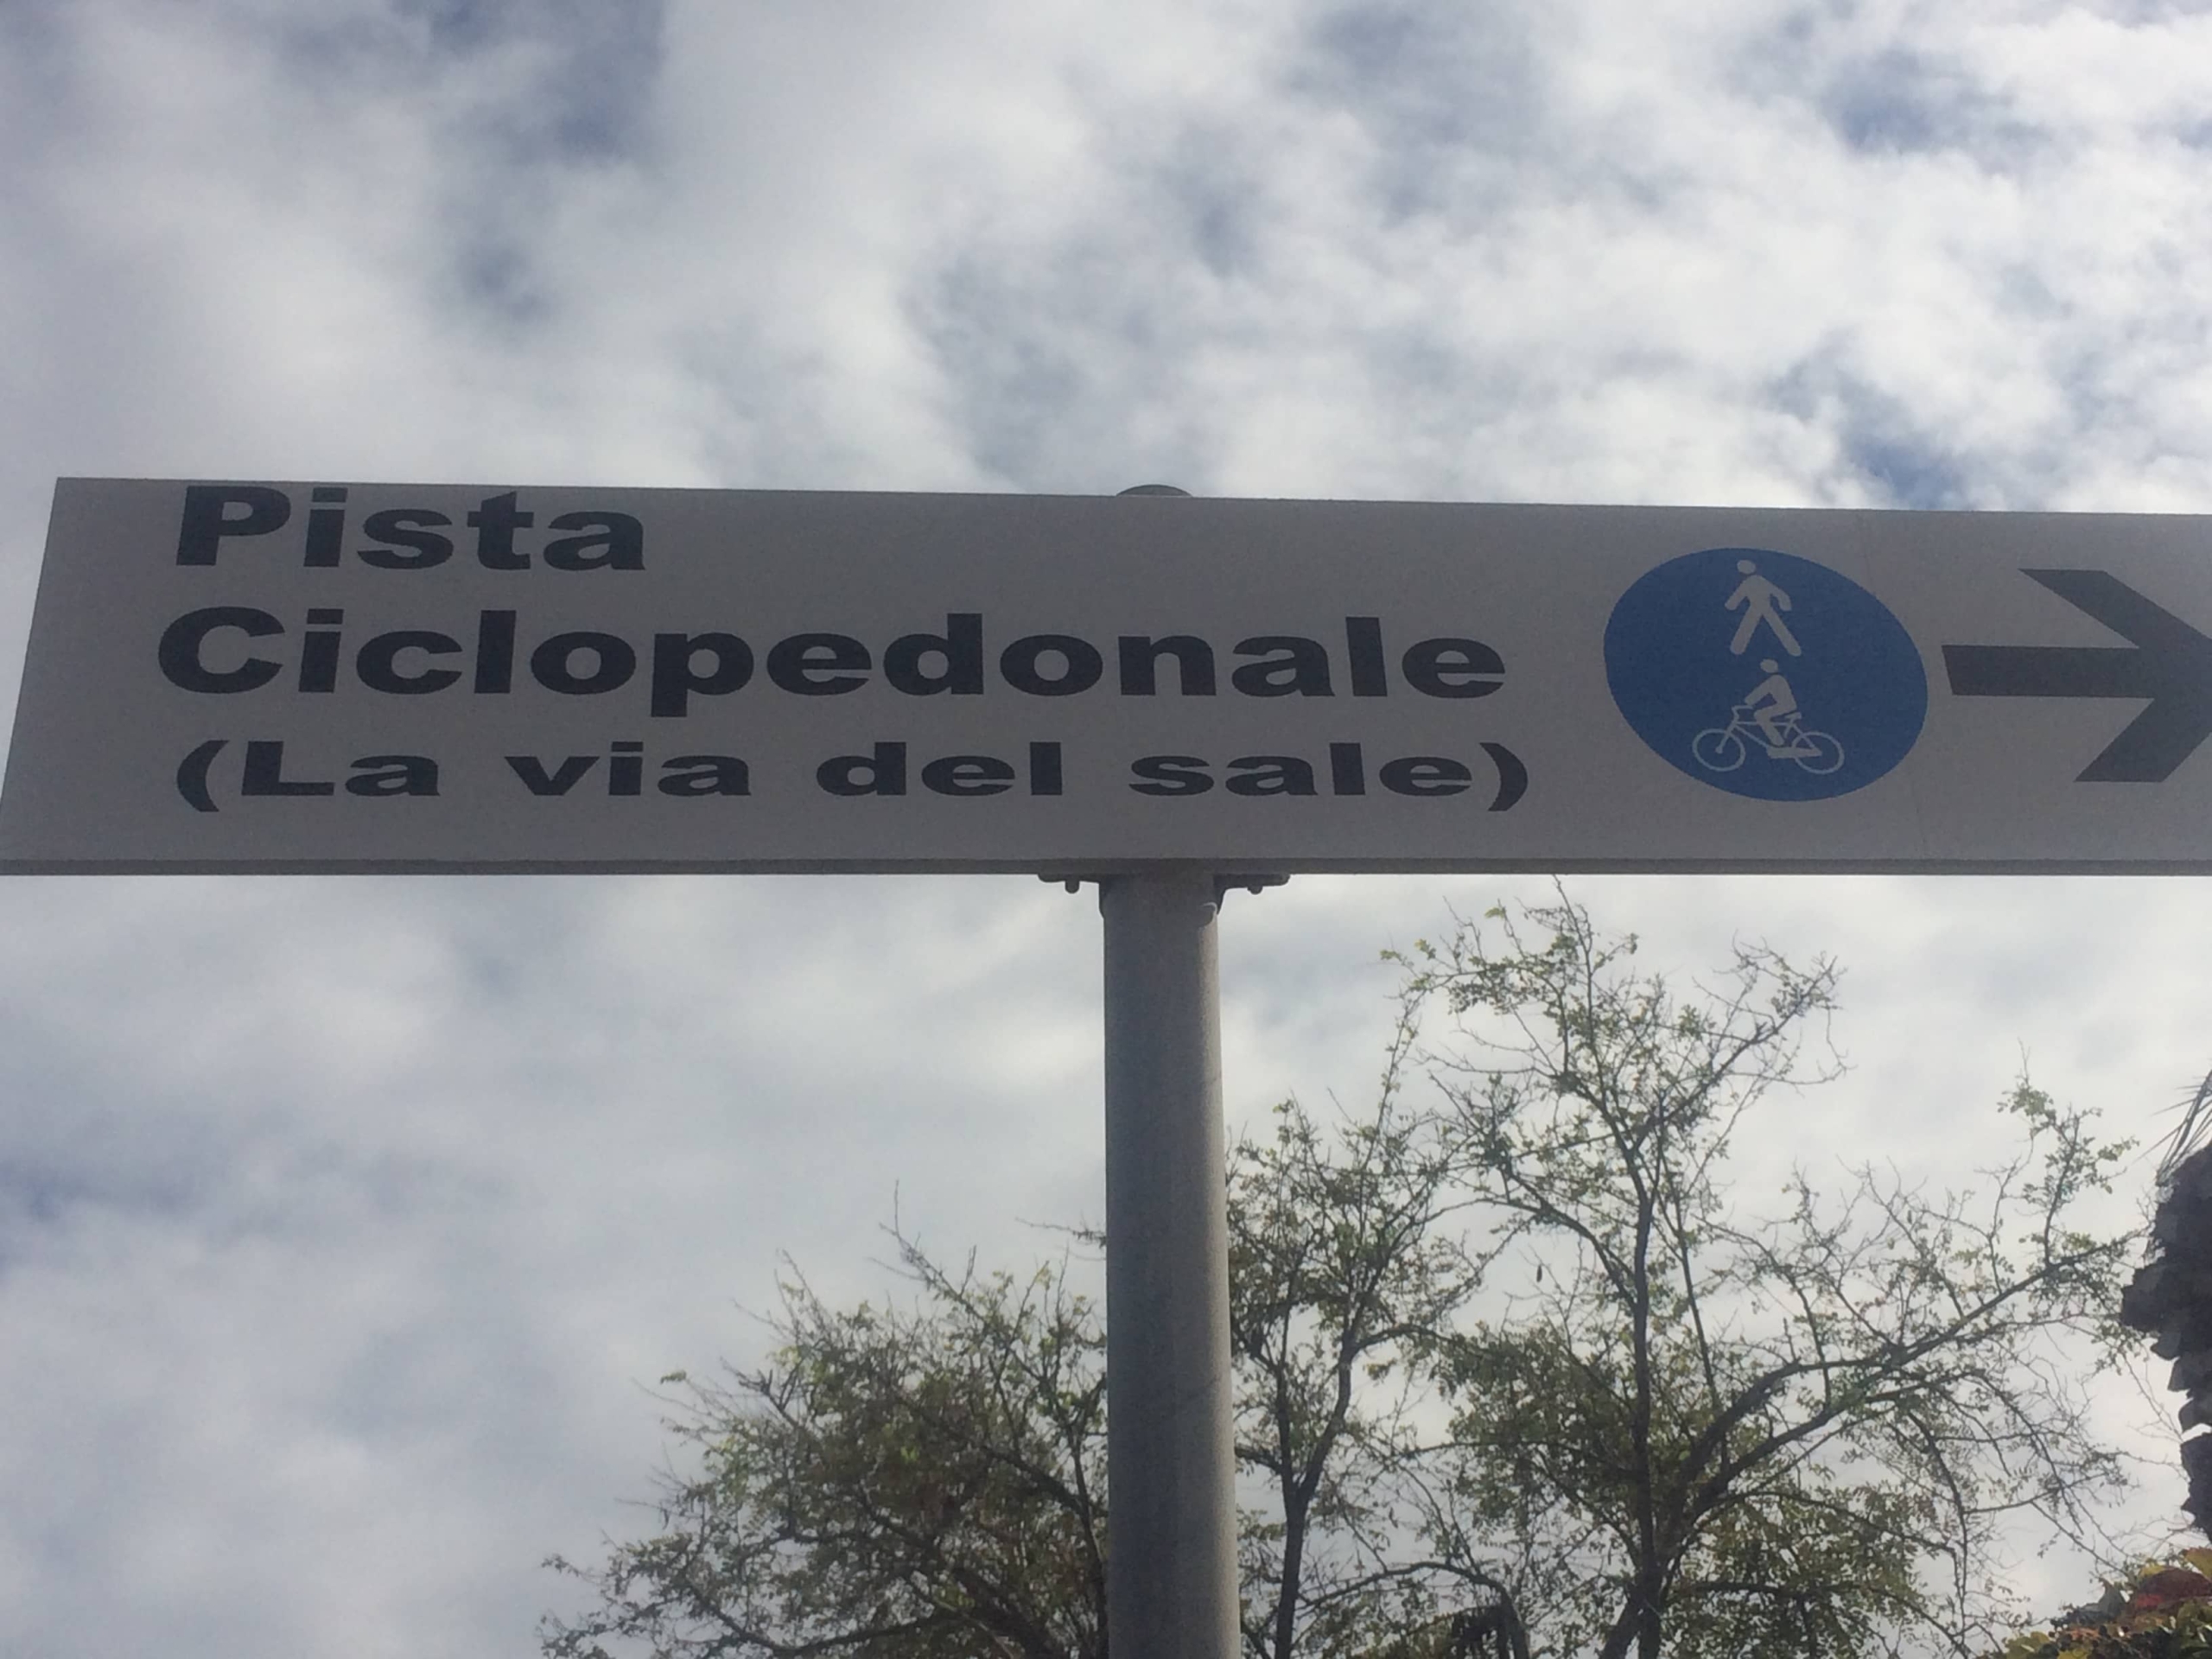 Pista
Ciclopedonale
(La via del sale)